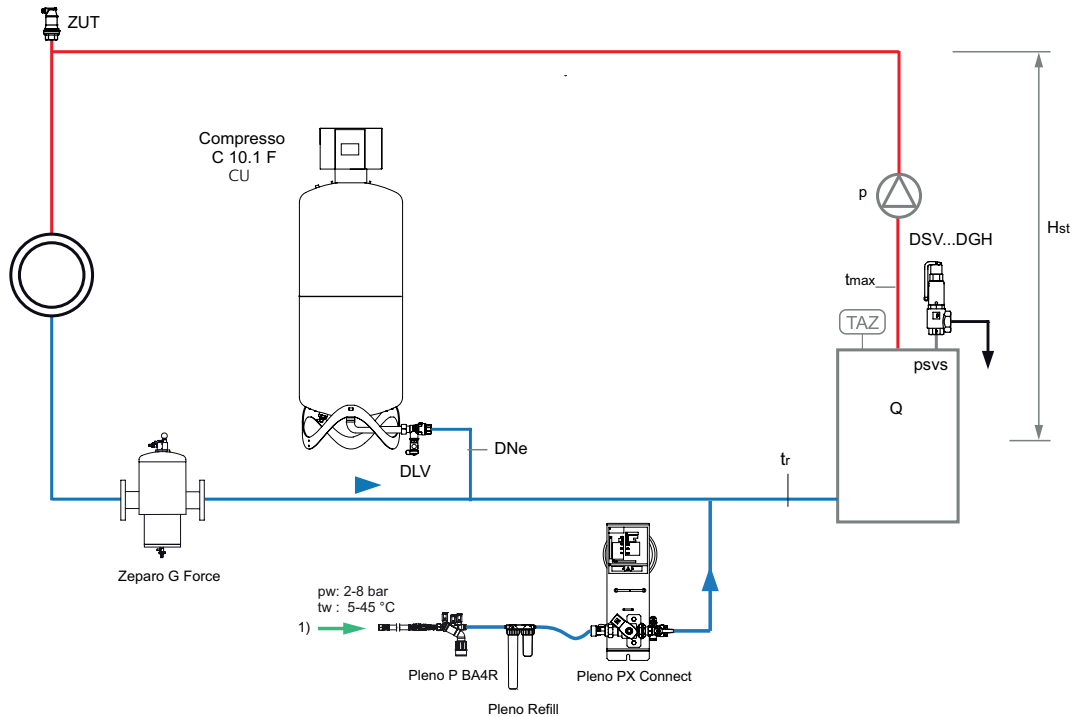 ZUT
Compresso
C 10.1 F
CU
p
Hst
DSV...DGH
tmax
TAZ
psvs
Q
DNe
DLV
tr
Zeparo G Force
pw: 2-8 bar
tw : 5-45 °C
1)
Pleno P BA4R
Pleno PX Connect
Pleno Refill